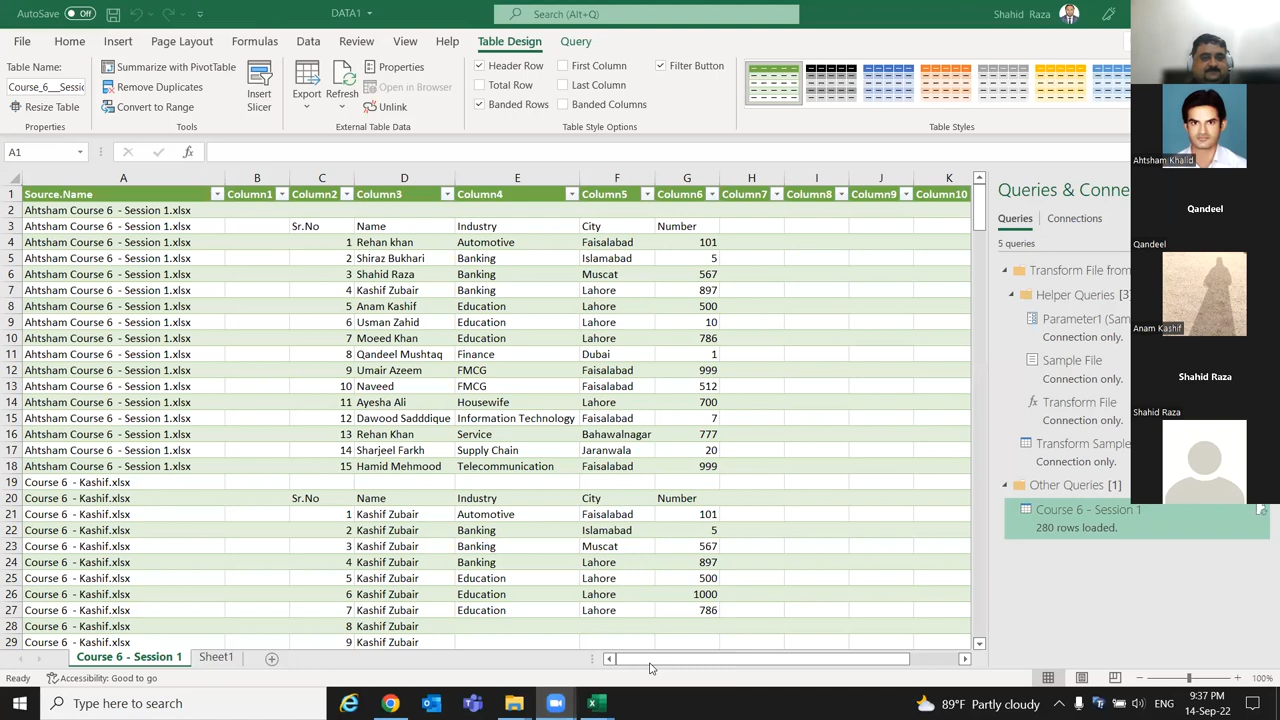 AutoSave Off DATA1 Search (Alt+Q) Shahid Raza
File Home Insert Page Layout Formulas Data Review View Help Table Design Query
Table Name:
Course_6___Sessic
Resize Table
Properties
Summarize with PivotTable
Remove Duplicates
Convert to Range
Insert
Slicer
Tools
Export
Refresh
Properties
Open in Browser
Unlink
External Table Data
Header Row First Column Filter Button
Total Row Last Column
Banded Rows Banded Columns
Table Style Options
Table Styles
A1 fx
A B C D E F G H I J K
1 Source.Name Column1 Column2 Column3 Column4 Column5 Column6 Column7 Column8 Column9 Column10
2 Ahtsham Course 6 - Session 1.xlsx
3 Ahtsham Course 6 - Session 1.xlsx Sr.No Name Industry City Number
4 Ahtsham Course 6 - Session 1.xlsx 1 Rehan khan Automotive Faisalabad 101
5 Ahtsham Course 6 - Session 1.xlsx 2 Shiraz Bukhari Banking Islamabad 5
6 Ahtsham Course 6 - Session 1.xlsx 3 Shahid Raza Banking Muscat 567
7 Ahtsham Course 6 - Session 1.xlsx 4 Kashif Zubair Banking Lahore 897
8 Ahtsham Course 6 - Session 1.xlsx 5 Anam Kashif Education Lahore 500
9 Ahtsham Course 6 - Session 1.xlsx 6 Usman Zahid Education Lahore 10
10 Ahtsham Course 6 - Session 1.xlsx 7 Moeed Khan Education Lahore 786
11 Ahtsham Course 6 - Session 1.xlsx 8 Qandeel Mushtaq Finance Dubai 1
12 Ahtsham Course 6 - Session 1.xlsx 9 Umair Azeem FMCG Faisalabad 999
13 Ahtsham Course 6 - Session 1.xlsx 10 Naveed FMCG Faisalabad 512
14 Ahtsham Course 6 - Session 1.xlsx 11 Ayesha Ali Housewife Lahore 700
15 Ahtsham Course 6 - Session 1.xlsx 12 Dawood Sadddique Information Technology Faisalabad 7
16 Ahtsham Course 6 - Session 1.xlsx 13 Rehan Khan Service Bahawalnagar 777
17 Ahtsham Course 6 - Session 1.xlsx 14 Sharjeel Farkh Supply Chain Jaranwala 20
18 Ahtsham Course 6 - Session 1.xlsx 15 Hamid Mehmood Telecommunication Faisalabad 999
19 Course 6 - Kashif.xlsx
20 Course 6 - Kashif.xlsx Sr.No Name Industry City Number
21 Course 6 - Kashif.xlsx 1 Kashif Zubair Automotive Faisalabad 101
22 Course 6 - Kashif.xlsx 2 Kashif Zubair Banking Islamabad 5
23 Course 6 - Kashif.xlsx 3 Kashif Zubair Banking Muscat 567
24 Course 6 - Kashif.xlsx 4 Kashif Zubair Banking Lahore 897
25 Course 6 - Kashif.xlsx 5 Kashif Zubair Education Lahore 500
26 Course 6 - Kashif.xlsx 6 Kashif Zubair Education Lahore 1000
27 Course 6 - Kashif.xlsx 7 Kashif Zubair Education Lahore 786
28 Course 6 - Kashif.xlsx 8 Kashif Zubair
29 Course 6 - Kashif.xlsx 9 Kashif Zubair
Queries & Conne
Queries Connections
5 queries
Transform File from
Helper Queries [3
Parameter1 (Sam
Connection only.
Sample File
Connection only.
fx Transform File
Connection only.
Transform Sample
Connection only.
Other Queries [1]
Course 6 - Session 1
280 rows loaded.
Ahtsham Khalid
Qandeel
Qandeel
Anam Kashif
Shahid Raza
Shahid Raza
Course 6 - Session 1 Sheet1
Ready Accessibility: Good to go 100%
Type here to search 89°F Partly cloudy ENG 9:37 PM
14-Sep-22